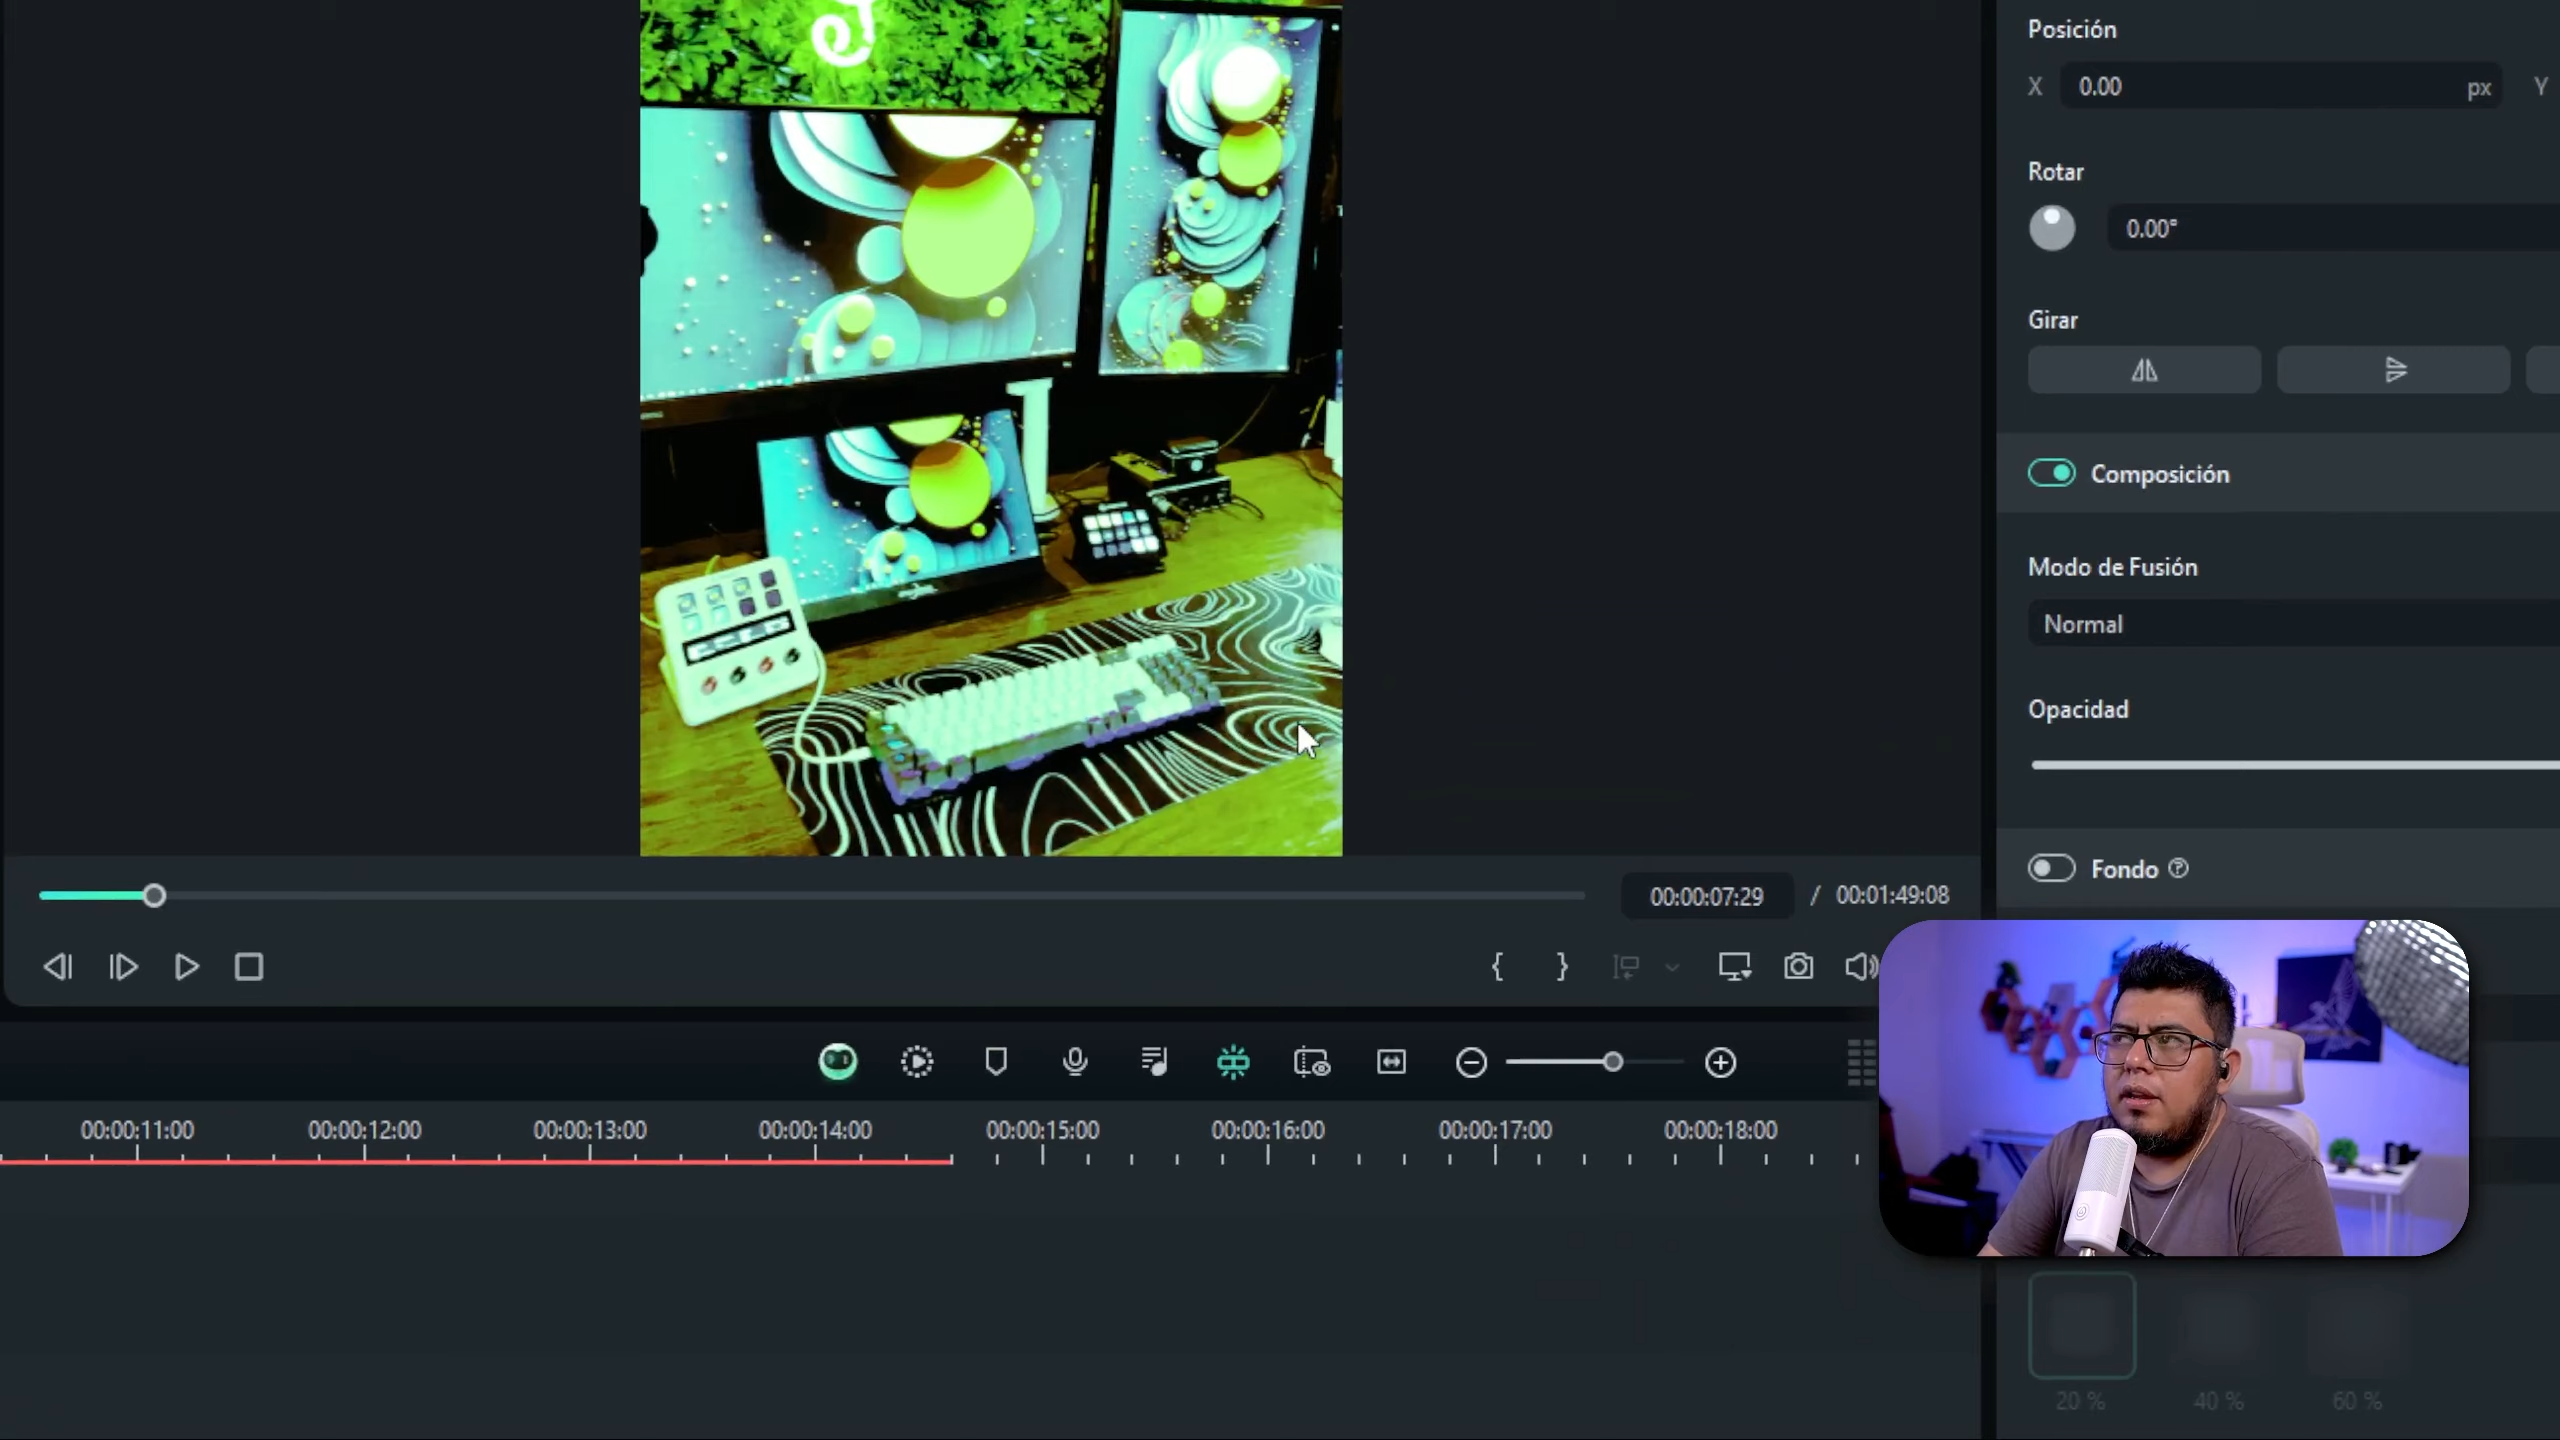 Posición
X 0.00 px Y
Rotar
0.00°
Girar
Composición
Modo de Fusión
Normal
Opacidad
Fondo
00:00:07:29 / 00:01:49:08
00:00:11:00 00:00:12:00 00:00:13:00 00:00:14:00 00:00:15:00 00:00:16:00 00:00:17:00 00:00:18:00
20 % 40 % 60 %